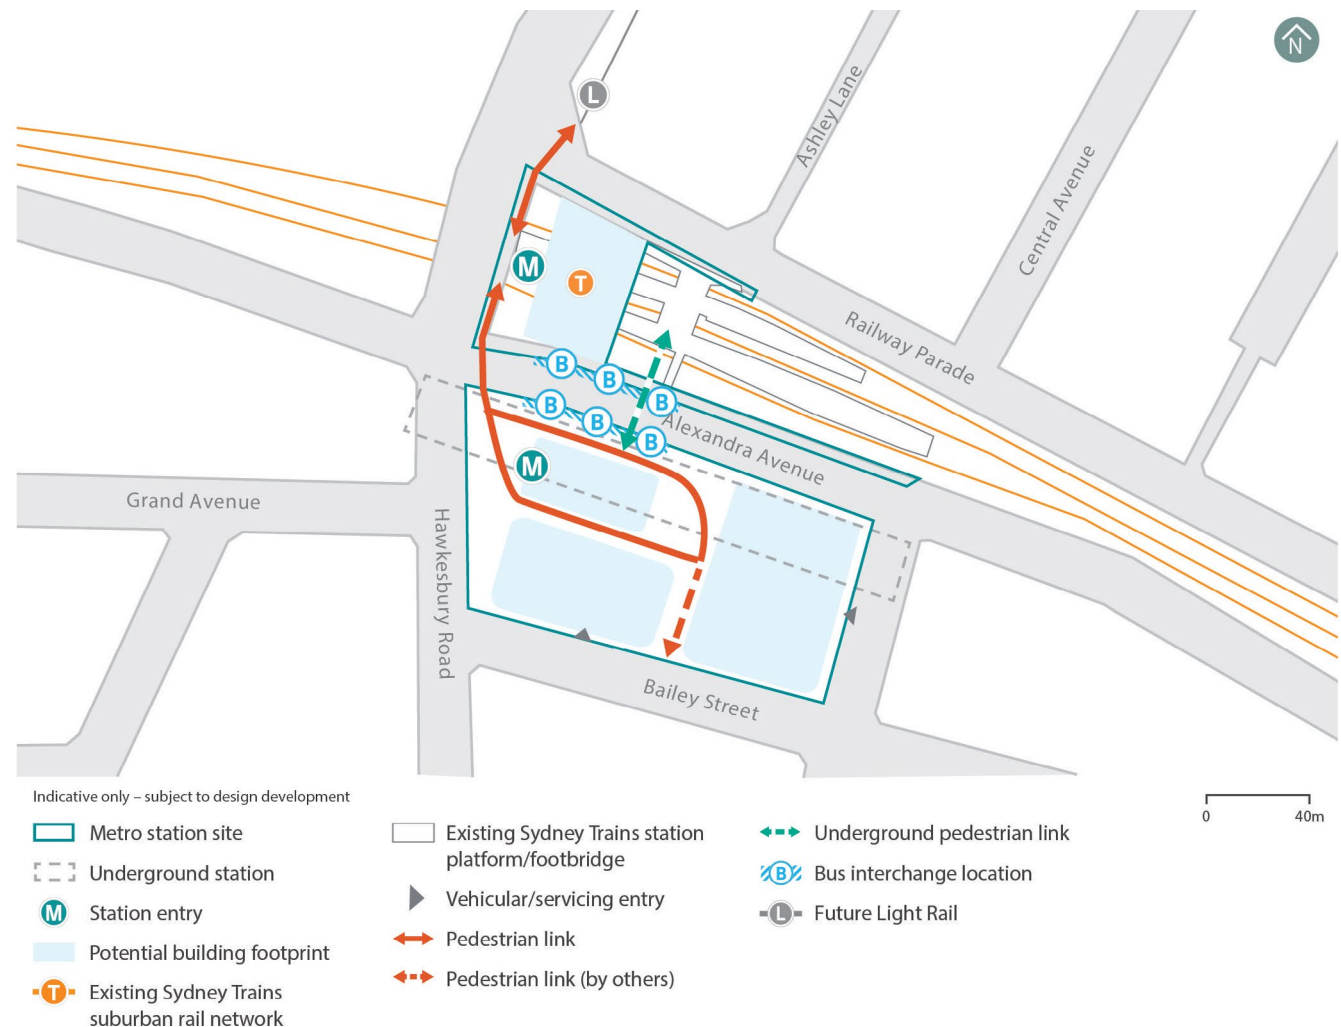 N
L
Ashley Lane
Central Avenue
M
T
Railway Parade
B
B
B
B
B
B
Alexandra Avenue
M
Grand Avenue
Hawkesbury Road
Bailey Street
Indicative only – subject to design development
0
40m
Metro station site
Underground station
M
Station entry
Potential building footprint
T
Existing Sydney Trains
suburban rail network
Existing Sydney Trains station
platform/footbridge
Vehicular/servicing entry
Pedestrian link
Pedestrian link (by others)
Underground pedestrian link
B
Bus interchange location
L
Future Light Rail